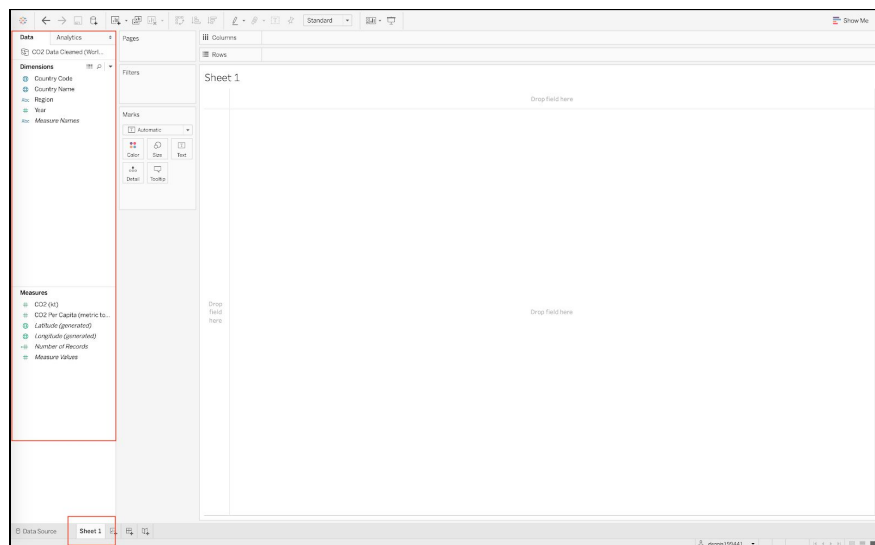 Standard
Show Me
Data
Analytics
CO2 Data Cleaned (Worl...
Dimensions
Country Code
Country Name
Abc Region
# Year
Abc Measure Names
Measures
# CO2 (kt)
# CO2 Per Capita (metric to...
Latitude (generated)
Longitude (generated)
=# Number of Records
# Measure Values
Pages
Filters
Marks
Automatic
Color
Size
Text
Detail
Tooltip
Columns
Rows
Sheet 1
Drop field here
Drop
field
here
Drop field here
Data Source
Sheet 1